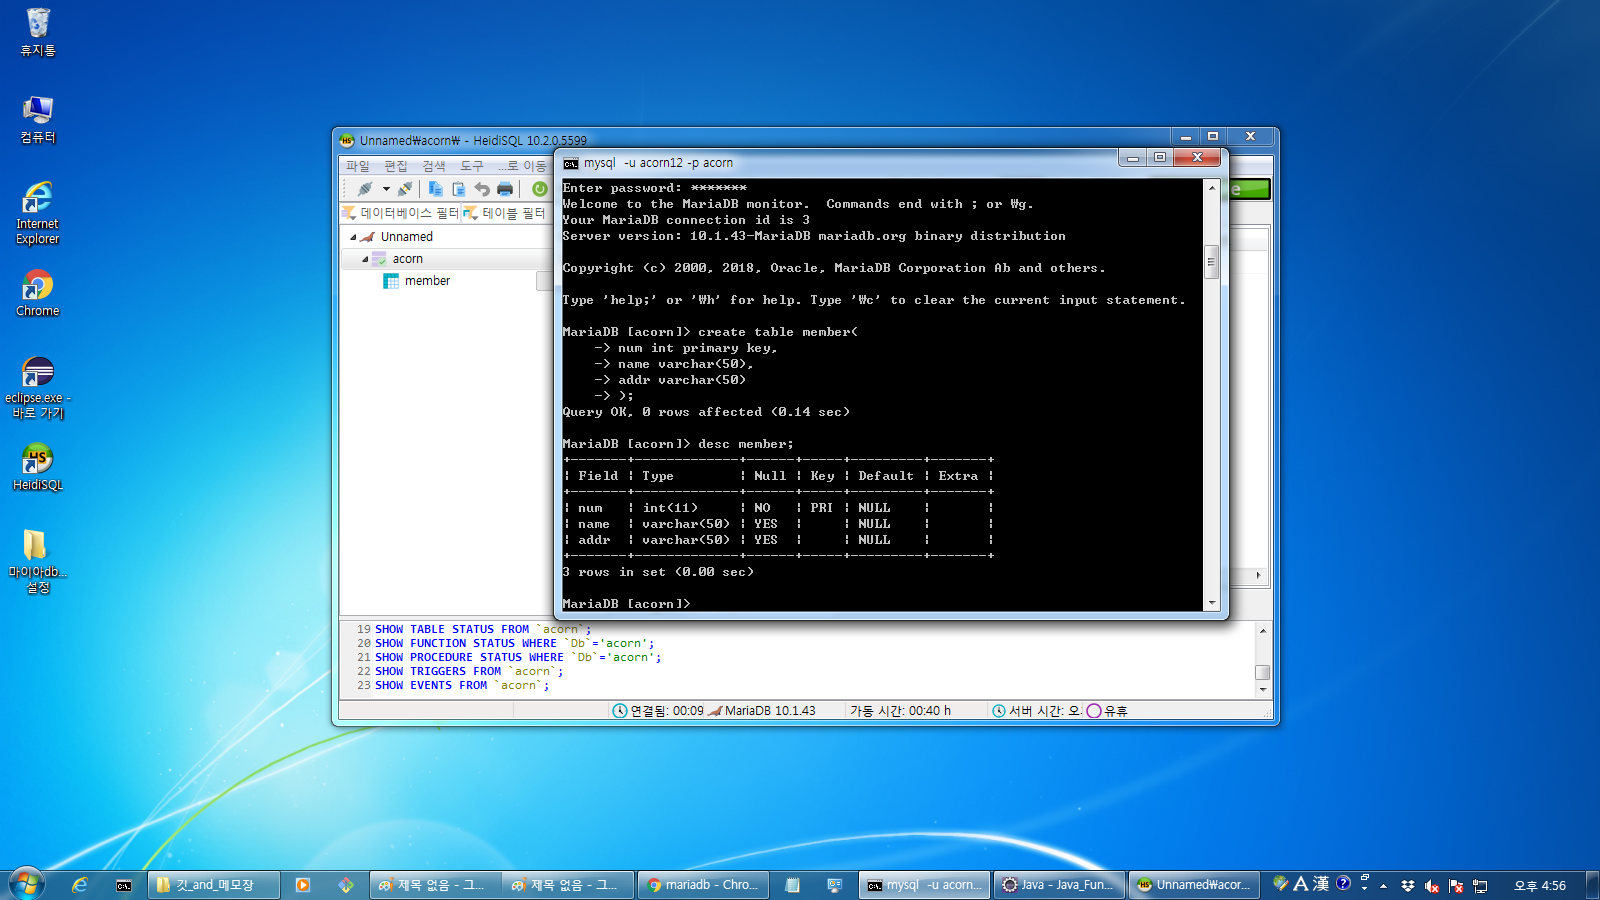 휴지통
컴퓨터
Internet
Explorer
Chrome
eclipse.exe -
바로 가기
HeidiSQL
마이아db...
설정
Unnamed₩acorn₩ - HeidiSQL 10.2.0.5599
파일 편집 검색 도구 ...로 이동
데이터베이스 필터 테이블 필터
Unnamed
acorn
member
mysql -u acorn12 -p acorn
Enter password: *******
Welcome to the MariaDB monitor.  Commands end with ; or ₩g.
Your MariaDB connection id is 3
Server version: 10.1.43-MariaDB mariadb.org binary distribution
Copyright (c) 2000, 2018, Oracle, MariaDB Corporation Ab and others.
Type 'help;' or '₩h' for help. Type '₩c' to clear the current input statement.
MariaDB [acorn]> create table member(
    -> num int primary key,
    -> name varchar(50),
    -> addr varchar(50)
    -> );
Query OK, 0 rows affected (0.14 sec)
MariaDB [acorn]> desc member;
+-------+-------------+------+-----+---------+-------+
| Field | Type        | Null | Key | Default | Extra |
+-------+-------------+------+-----+---------+-------+
| num   | int(11)     | NO   | PRI | NULL    |       |
| name  | varchar(50) | YES  |     | NULL    |       |
| addr  | varchar(50) | YES  |     | NULL    |       |
+-------+-------------+------+-----+---------+-------+
3 rows in set (0.00 sec)
MariaDB [acorn]>
19 SHOW TABLE STATUS FROM `acorn`;
20 SHOW FUNCTION STATUS WHERE `Db`='acorn';
21 SHOW PROCEDURE STATUS WHERE `Db`='acorn';
22 SHOW TRIGGERS FROM `acorn`;
23 SHOW EVENTS FROM `acorn`;
연결됨: 00:09 MariaDB 10.1.43 가동 시간: 00:40 h 서버 시간: 오 유휴
깃_and_메모장 제목 없음 - 그... 제목 없음 - 그... mariadb - Chro... mysql -u acorn... Java - Java_Fun... Unnamed₩acor... A 漢 오후 4:56